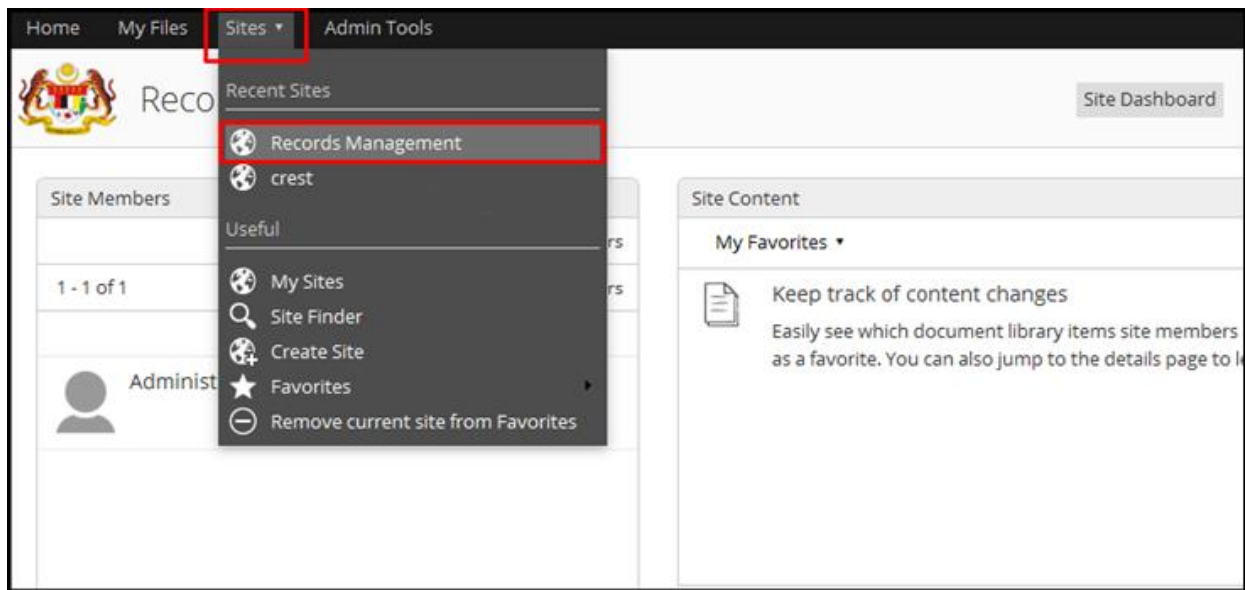 Home My Files Sites Admin Tools
Reco
Site Dashboard
Recent Sites
Records Management
crest
Useful
My Sites
Site Finder
Create Site
Favorites
Remove current site from Favorites
Site Members
rs
1 - 1 of 1
rs
Administ
Site Content
My Favorites
Keep track of content changes
Easily see which document library items site members
as a favorite. You can also jump to the details page to l